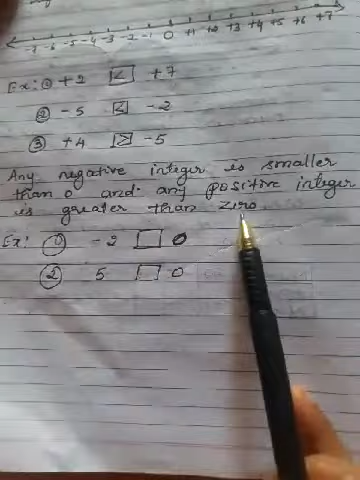 -7 -6 -5 -4 -3 -2 -1 0 +1 +2 +3 +4 +5 +6 +7
Ex: ① +2 < +7
② -5 < -2
③ +4 > -5
Any negative integer is smaller
than 0 and any positive integer
is greater than zero
Ex: ① -2 □ 0
② 5 □ 0